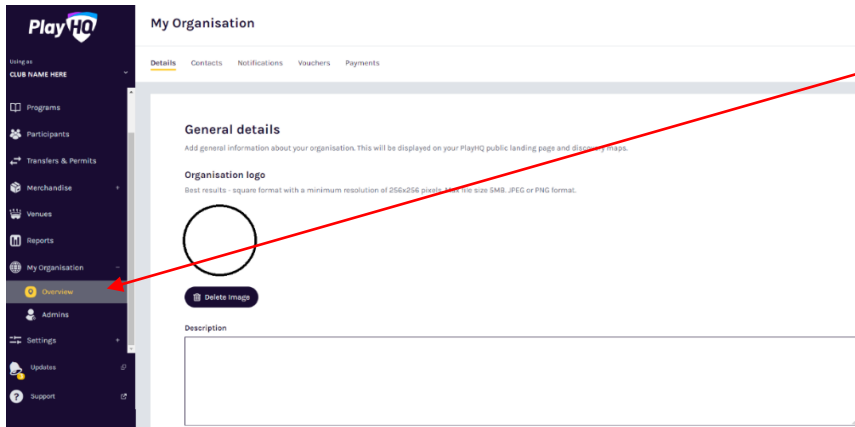 PlayHQ
Using as
CLUB NAME HERE
Programs
Participants
Transfers & Permits
Merchandise +
Venues
Reports
My Organisation −
Overview
Admins
Settings +
Updates
? Support
My Organisation
Details Contacts Notifications Vouchers Payments
General details
Add general information about your organisation. This will be displayed on your PlayHQ public landing page and discovery maps.
Organisation logo
Best results - square format with a minimum resolution of 256x256 pixels. Max file size 5MB. JPEG or PNG format.
Delete Image
Description